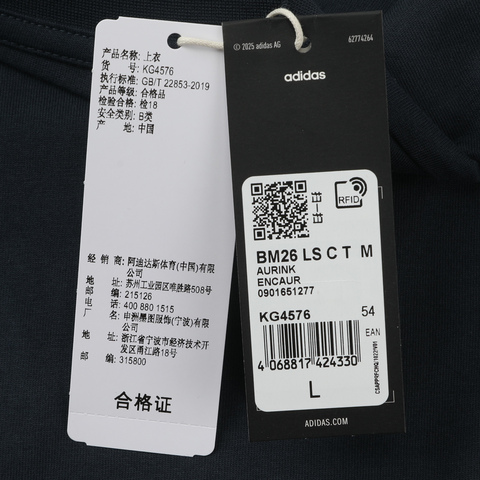 产品名称: 上衣
货 号: KG4576
执行标准: GB/T 22853-2019
产品等级: 合格品
检验合格: 检18
安全类别: B类
产 地: 中国
经 销 商: 阿迪达斯体育(中国)有限公司
地 址: 苏州工业园区唯胜路508号
邮 编: 215126
电 话: 400 880 1515
申洲景图服饰(宁波)有限公司
地 址: 浙江省宁波市经济技术开发区甬江路18号
邮 编: 315800
合格证
© 2025 adidas AG
62774264
adidas
RFID
BM26 LS C T M
AURINK
ENCAUR
0901651277
KG4576 54
EAN
4 068817 424330
L
ADIDAS.COM